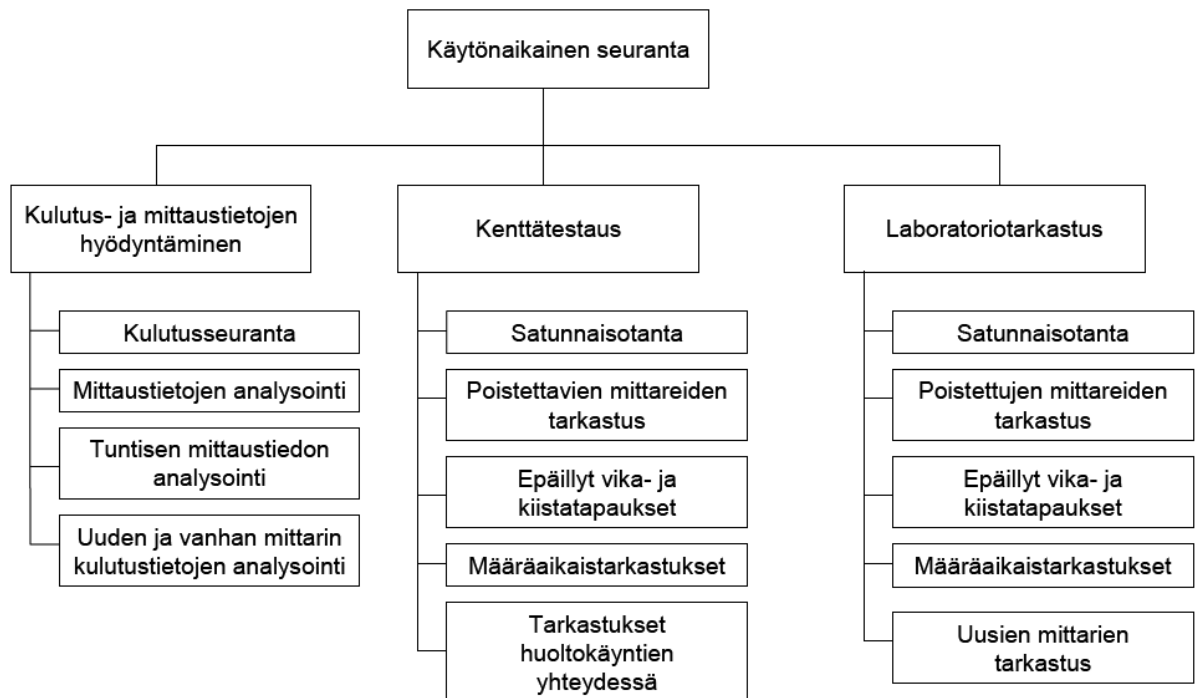 Käytönaikainen seuranta
Kulutus- ja mittaustietojen
hyödyntäminen
Kulutusseuranta
Mittaustietojen analysointi
Tuntisen mittaustiedon
analysointi
Uuden ja vanhan mittarin
kulutustietojen analysointi
Kenttätestaus
Satunnaisotanta
Poistettavien mittareiden
tarkastus
Epäillyt vika- ja
kiistatapaukset
Määräaikaistarkastukset
Tarkastukset
huoltokäyntien
yhteydessä
Laboratoriotarkastus
Satunnaisotanta
Poistettujen mittareiden
tarkastus
Epäillyt vika- ja
kiistatapaukset
Määräaikaistarkastukset
Uusien mittarien
tarkastus